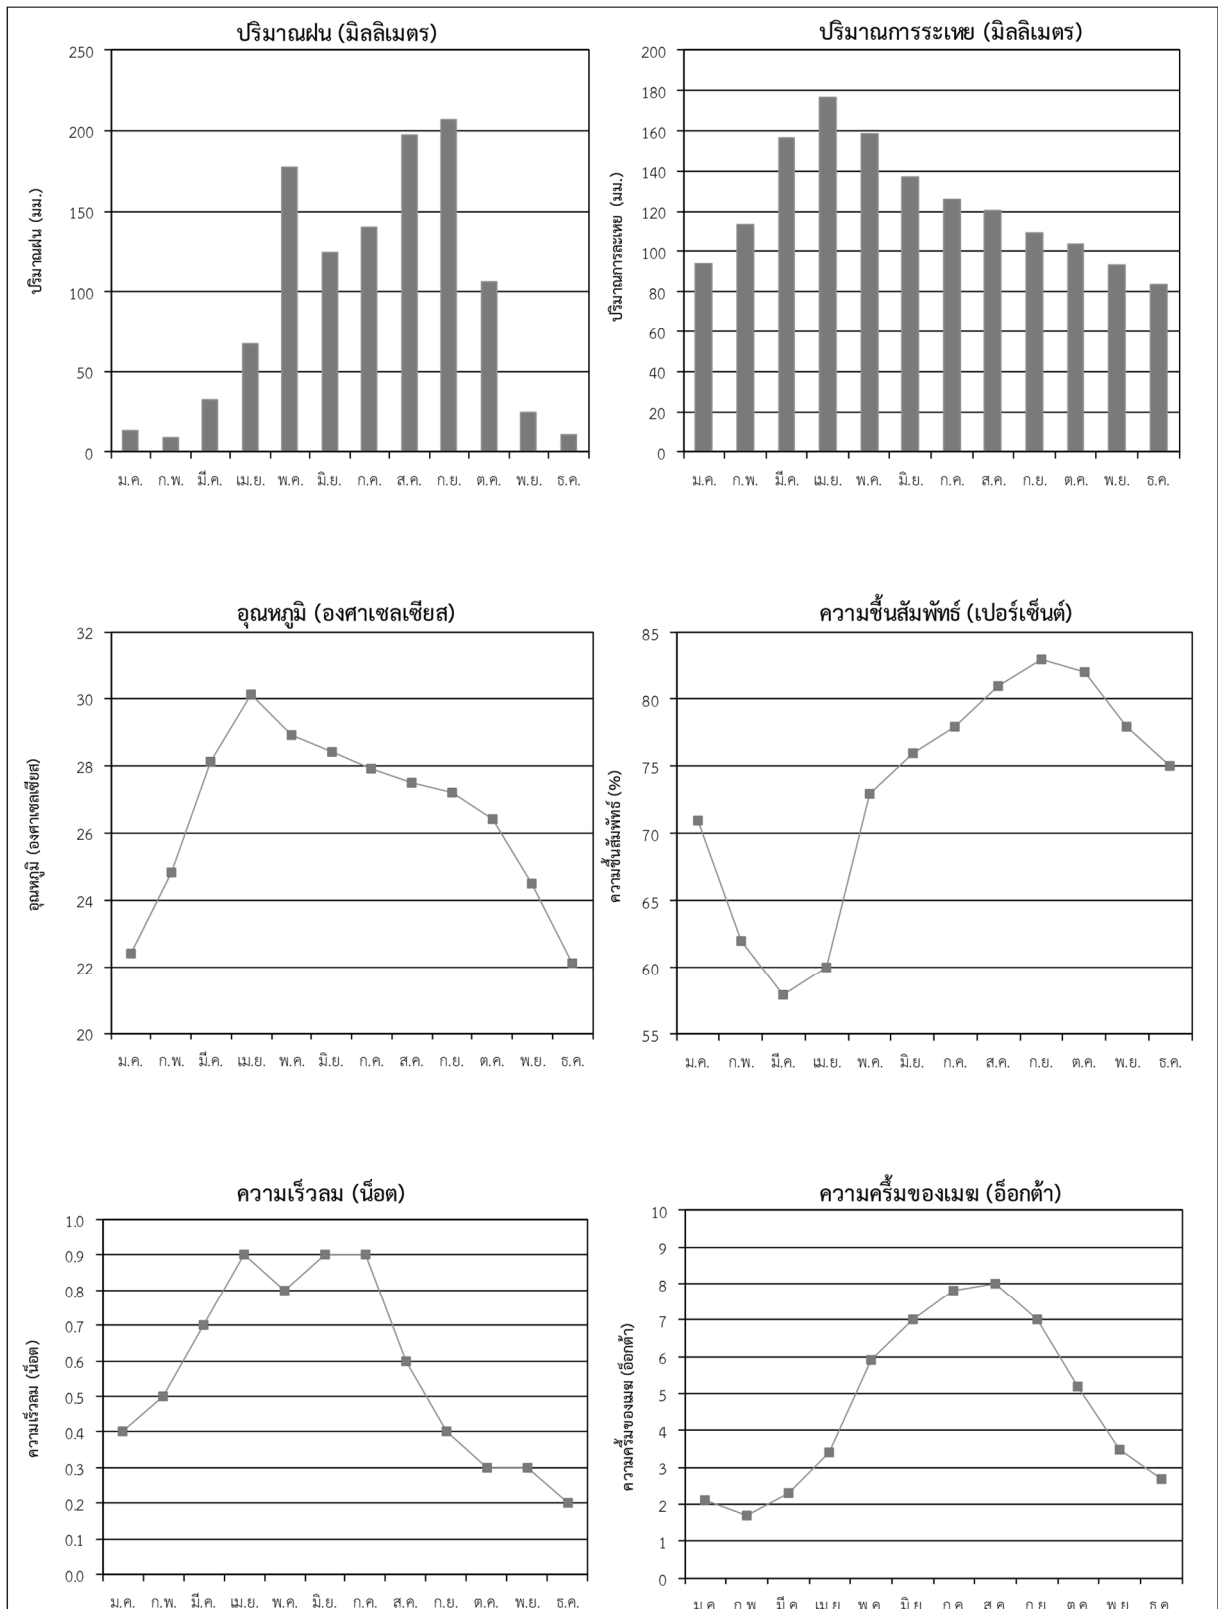 ปริมาณฝน (มิลลิเมตร)
250
200
150
100
50
0
ปริมาณฝน (มม.)
ม.ค. ก.พ. มี.ค. เม.ย. พ.ค. มิ.ย. ก.ค. ส.ค. ก.ย. ต.ค. พ.ย. ธ.ค.
ปริมาณการระเหย (มิลลิเมตร)
200
180
160
140
120
100
80
60
40
20
0
ปริมาณการละเหย (มม.)
ม.ค. ก.พ. มี.ค. เม.ย. พ.ค. มิ.ย. ก.ค. ส.ค. ก.ย. ต.ค. พ.ย. ธ.ค.
อุณหภูมิ (องศาเซลเซียส)
32
30
28
26
24
22
20
อุณหภูมิ (องศาเซลเซียส)
ม.ค. ก.พ. มี.ค. เม.ย. พ.ค. มิ.ย. ก.ค. ส.ค. ก.ย. ต.ค. พ.ย. ธ.ค.
ความชื้นสัมพัทธ์ (เปอร์เซ็นต์)
85
80
75
70
65
60
55
ความชื้นสัมพัทธ์ (%)
ม.ค. ก.พ. มี.ค. เม.ย. พ.ค. มิ.ย. ก.ค. ส.ค. ก.ย. ต.ค. พ.ย. ธ.ค.
ความเร็วลม (น็อต)
1.0
0.9
0.8
0.7
0.6
0.5
0.4
0.3
0.2
0.1
0.0
ความเร็วลม (น็อต)
ม.ค. ก.พ. มี.ค. เม.ย. พ.ค. มิ.ย. ก.ค. ส.ค. ก.ย. ต.ค. พ.ย. ธ.ค.
ความครึ้มของเมฆ (อ็อกต้า)
10
9
8
7
6
5
4
3
2
1
0
ความครึ้มของเมฆ (อ็อกต้า)
ม.ค. ก.พ. มี.ค. เม.ย. พ.ค. มิ.ย. ก.ค. ส.ค. ก.ย. ต.ค. พ.ย. ธ.ค.